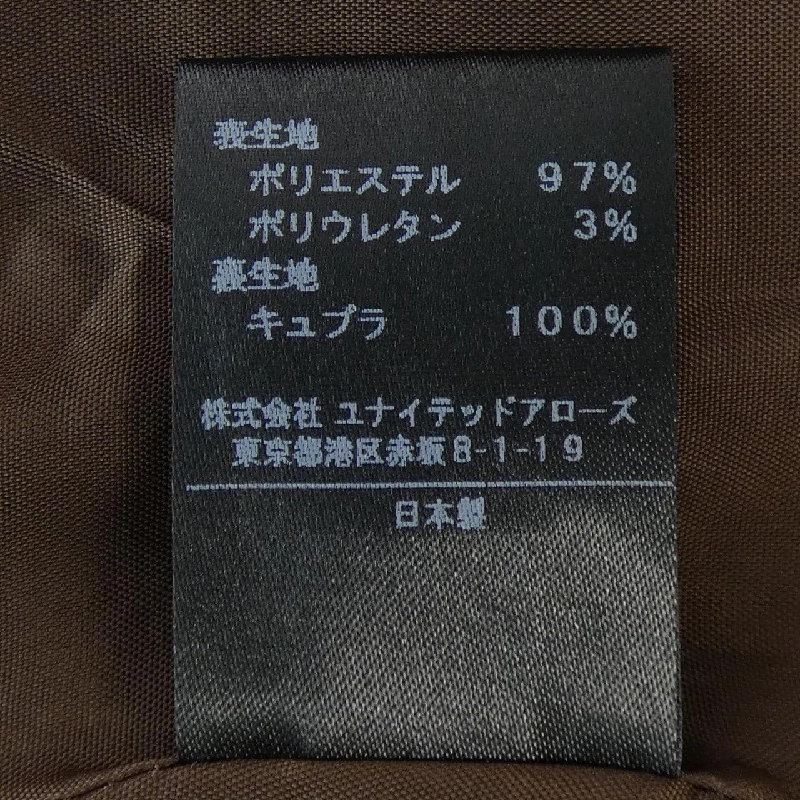 表生地
ポリエステル 97%
ポリウレタン 3%
裏生地
キュプラ 100%
株式会社 ユナイテッドアローズ
東京都港区赤坂8-1-19
日本製